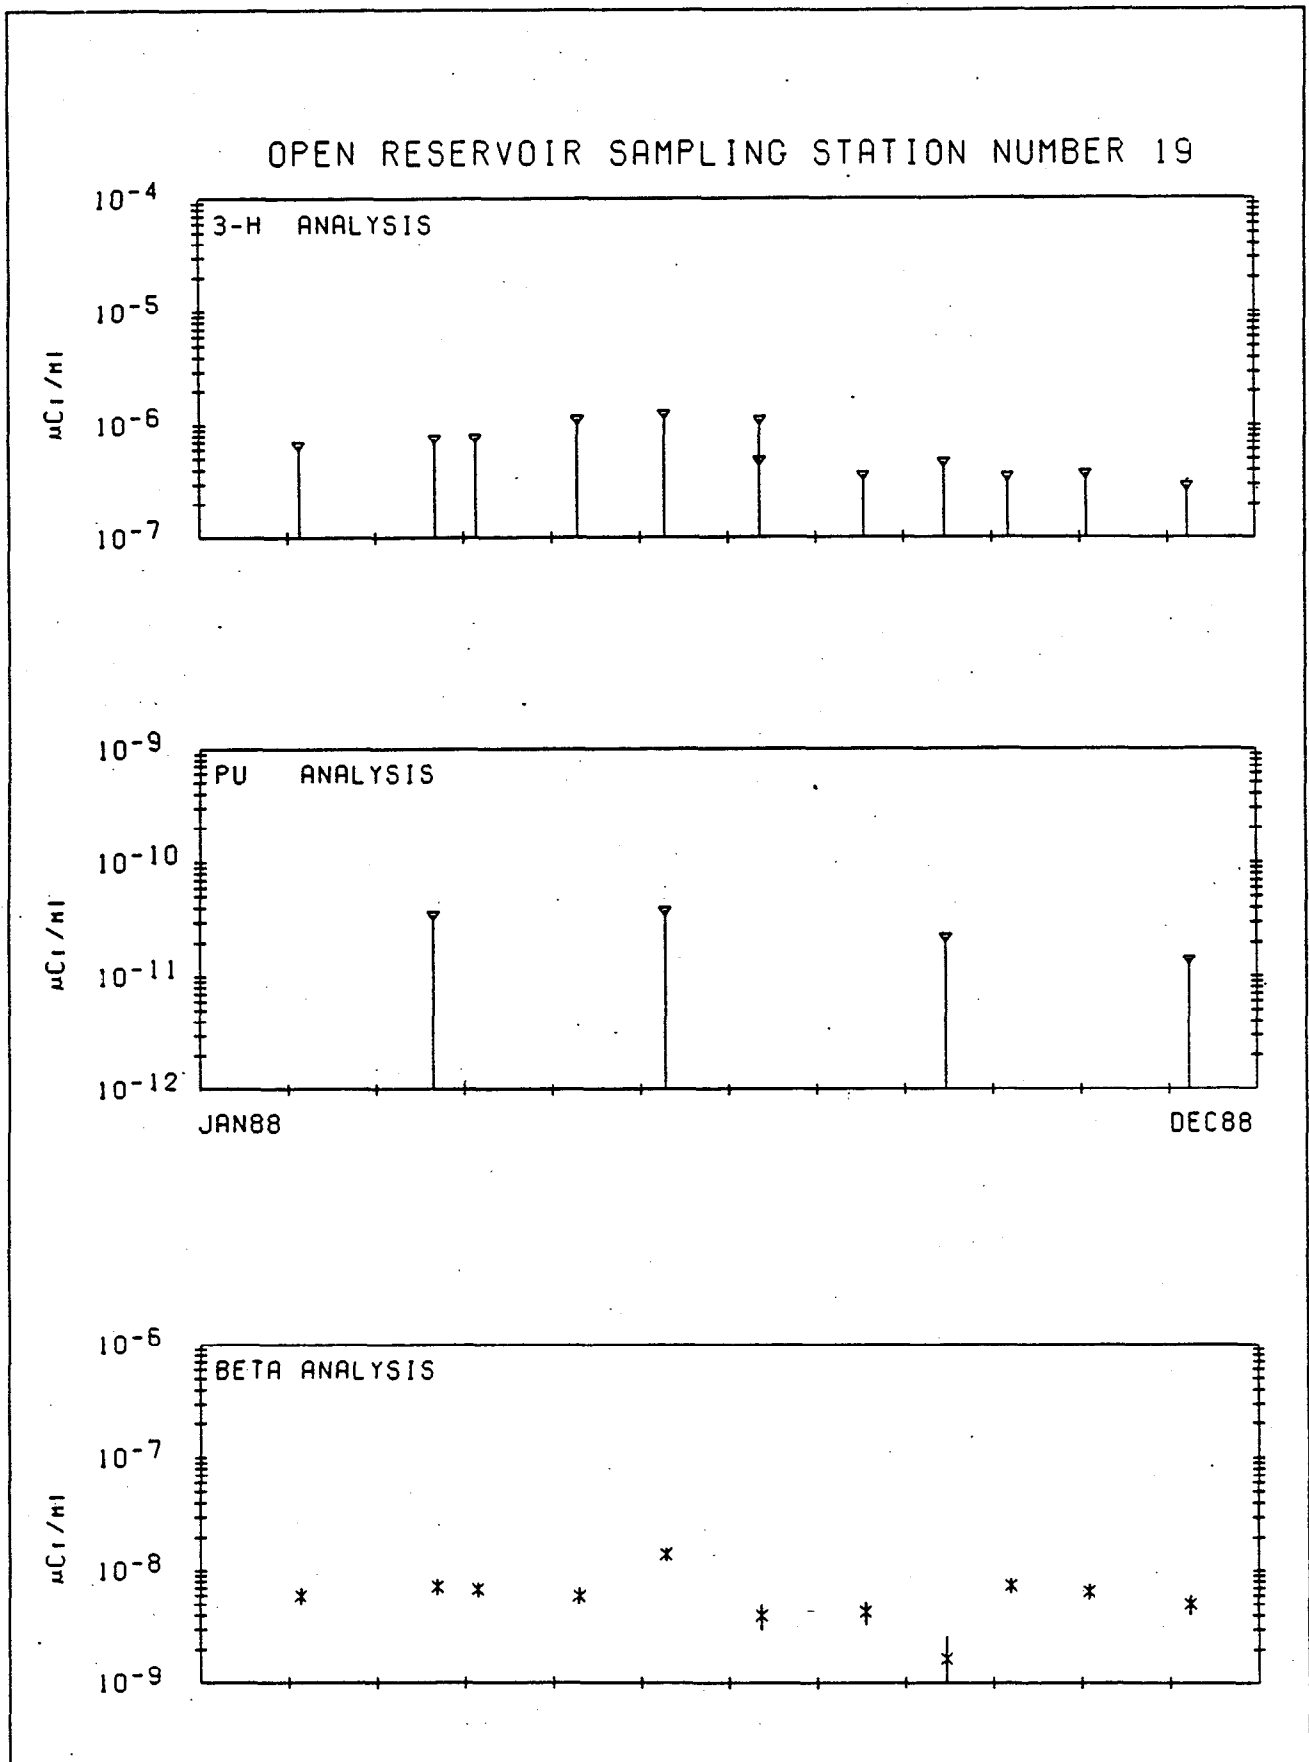 OPEN RESERVOIR SAMPLING STATION NUMBER 19
10-4
3-H ANALYSIS
10-5
μCi/ml
10-6
10-7
10-9
PU ANALYSIS
10-10
μCi/ml
10-11
10-12
JAN88
DEC88
10-6
BETA ANALYSIS
10-7
μCi/ml
10-8
10-9